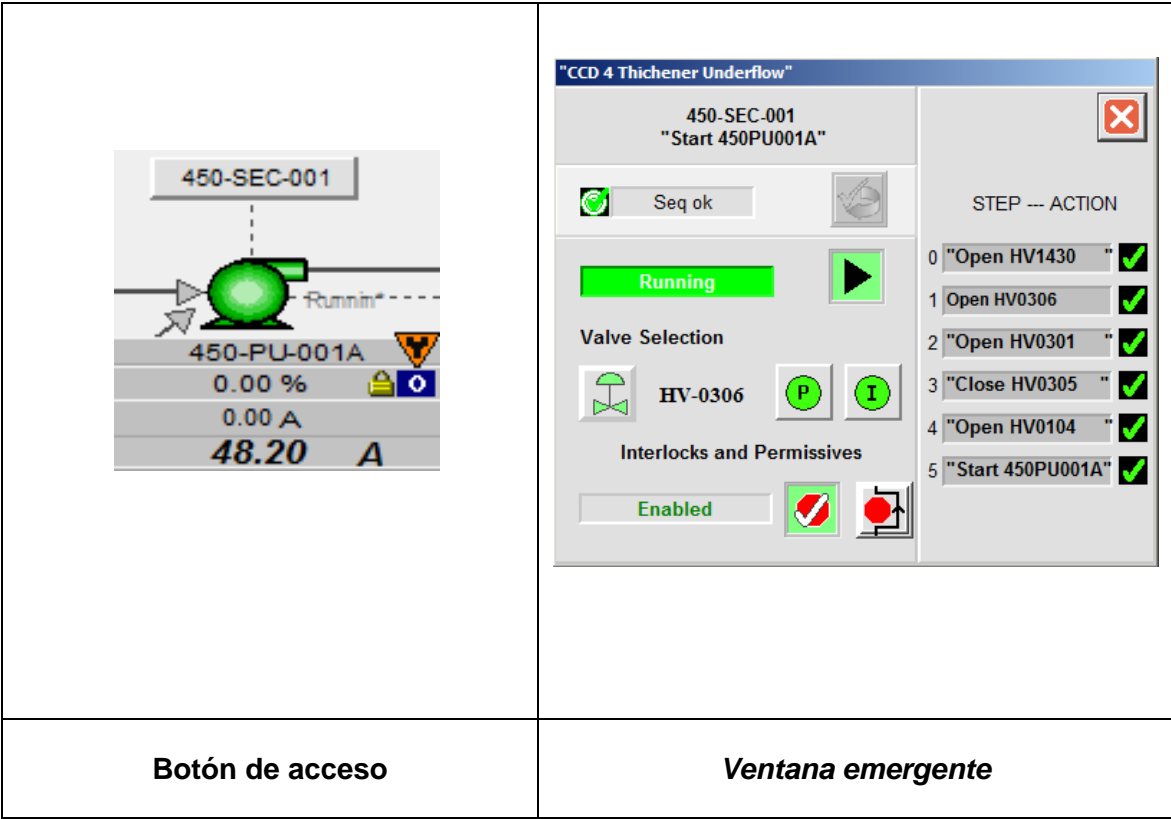 450-SEC-001
Runnin*
450-PU-001A
0.00 %
O
0.00 A
48.20 A
"CCD 4 Thichener Underflow"
450-SEC-001
"Start 450PU001A"
Seq ok
Running
Valve Selection
HV-0306 P I
Interlocks and Permissives
Enabled
STEP --- ACTION
0 "Open HV1430 "
1 Open HV0306
2 "Open HV0301 "
3 "Close HV0305 "
4 "Open HV0104 "
5 "Start 450PU001A"
Botón de acceso
Ventana emergente